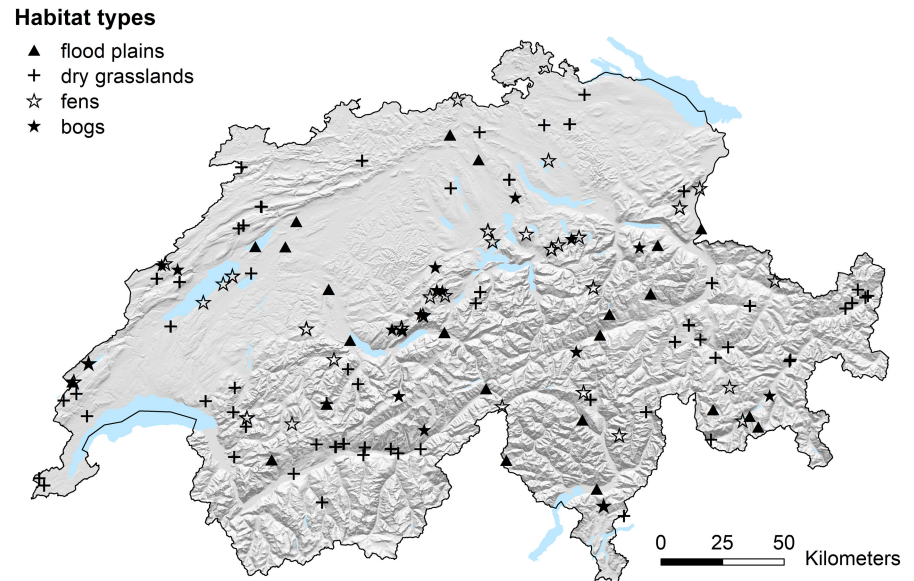 Habitat types
flood plains
dry grasslands
fens
bogs
0 25 50
Kilometers